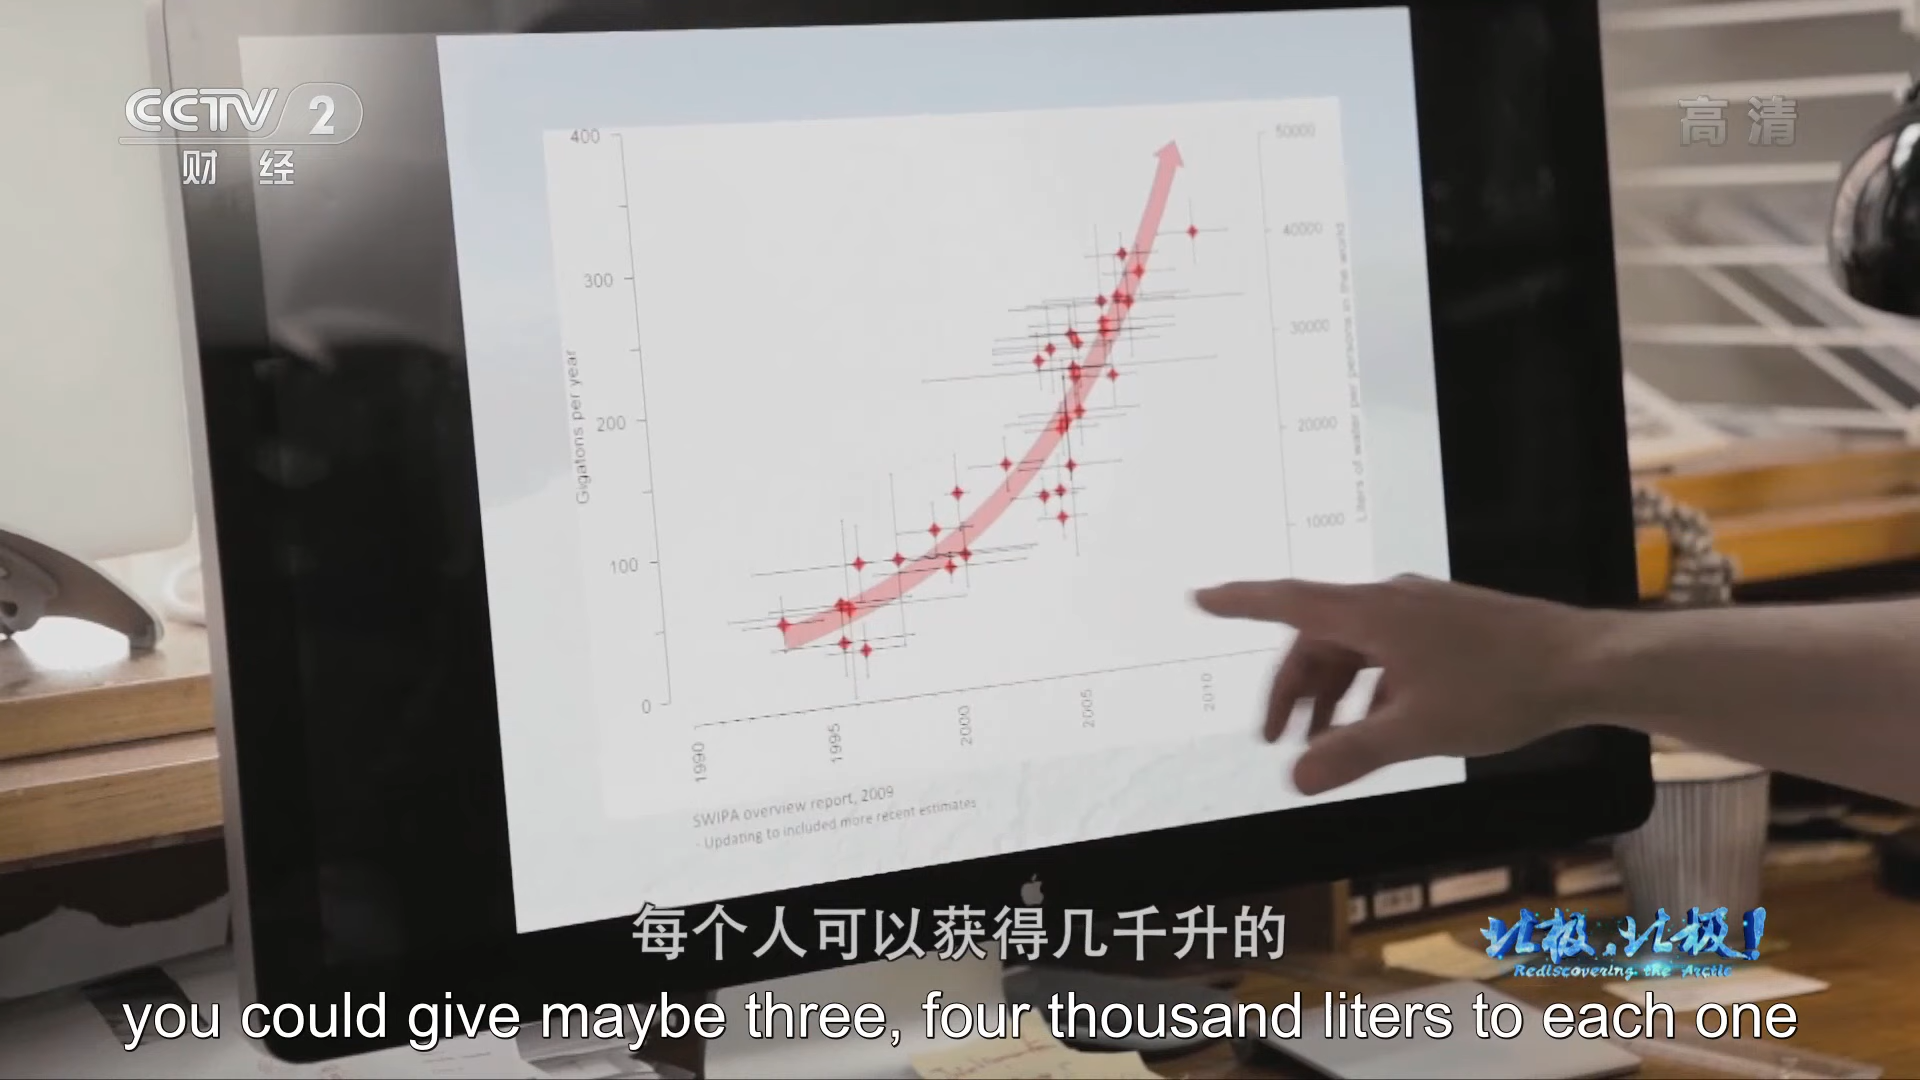 CCTV 2
财 经
高清
400
300
200
100
0
Gigatons per year
50000
40000
30000
20000
10000
Liters of water per persons in the world
1990
1995
2000
2005
2010
SWIPA overview report, 2009
- Updating to included more recent estimates
每个人可以获得几千升的
北极,北极!
Rediscovering the Arctic
you could give maybe three, four thousand liters to each one